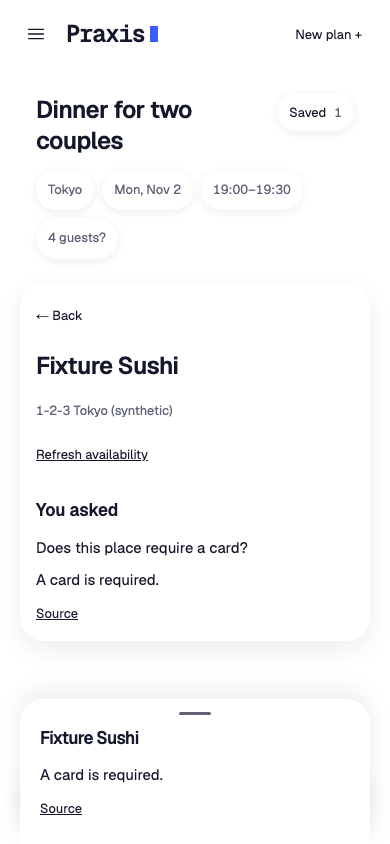 Praxis
New plan +
Dinner for two
couples
Saved 1
Tokyo
Mon, Nov 2
19:00–19:30
4 guests?
← Back
Fixture Sushi
1-2-3 Tokyo (synthetic)
Refresh availability
You asked
Does this place require a card?
A card is required.
Source
Fixture Sushi
A card is required.
Source